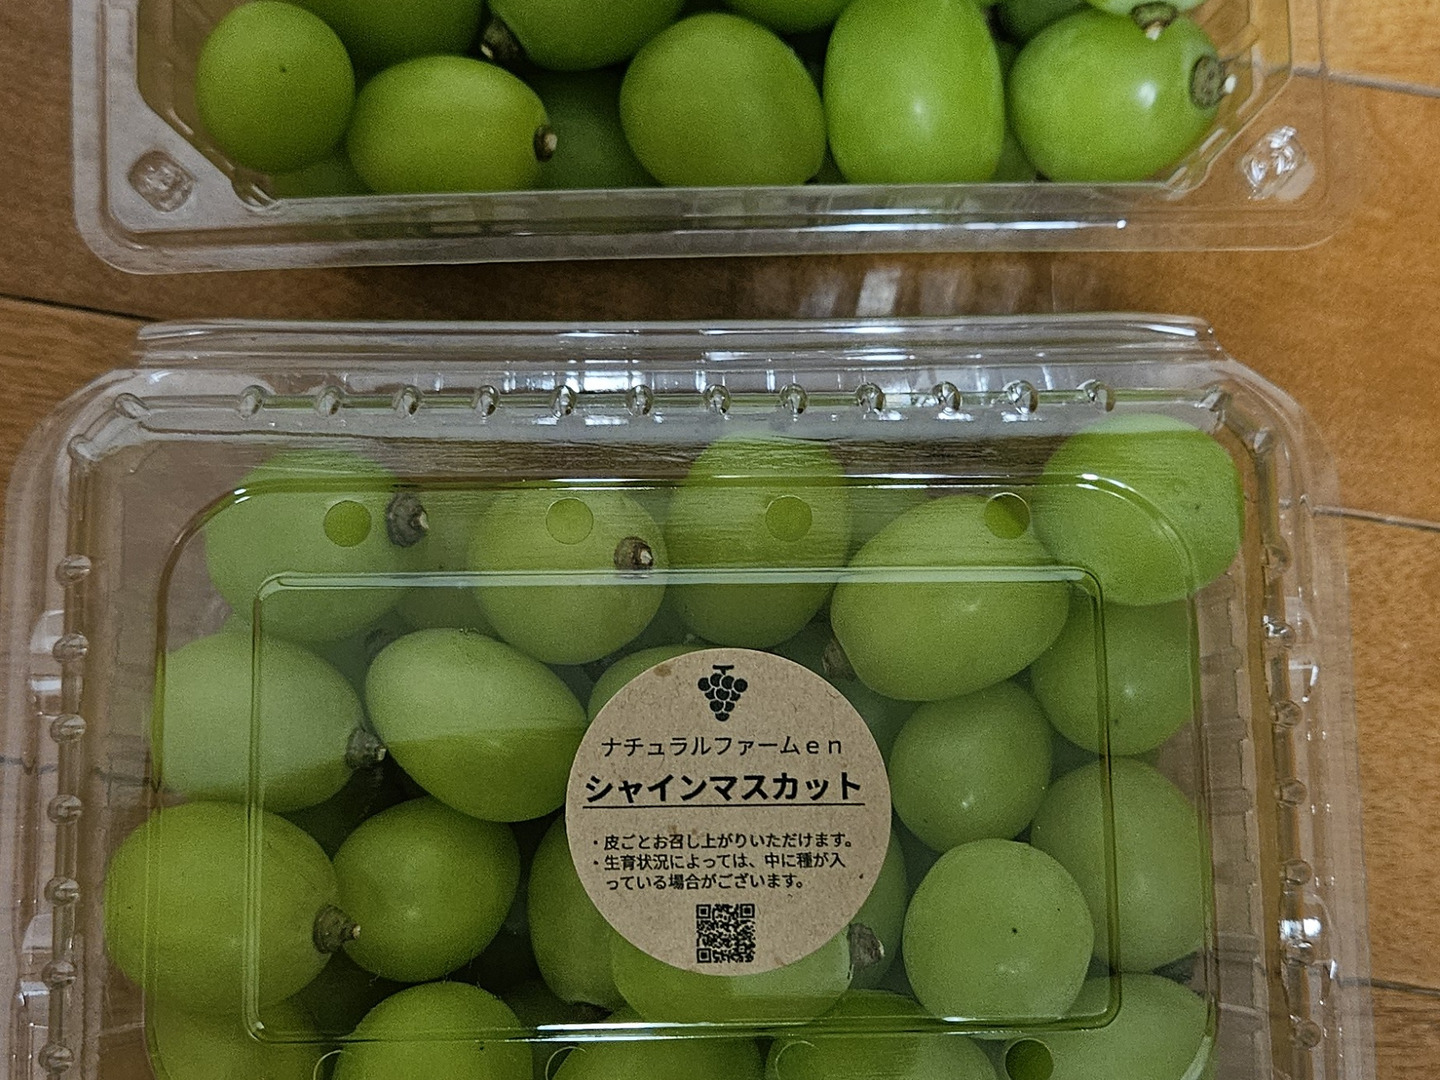 ナチュラルファームｅｎ
シャインマスカット
・皮ごとお召し上がりいただけます。
・生育状況によっては、中に種が入
っている場合がございます。